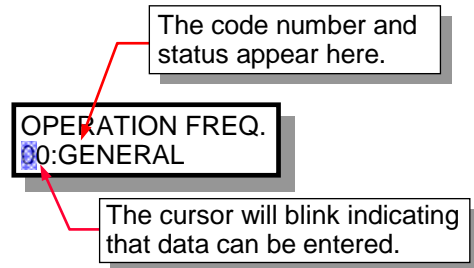 The code number and
status appear here.
OPERATION FREQ.
00:GENERAL
The cursor will blink indicating
that data can be entered.